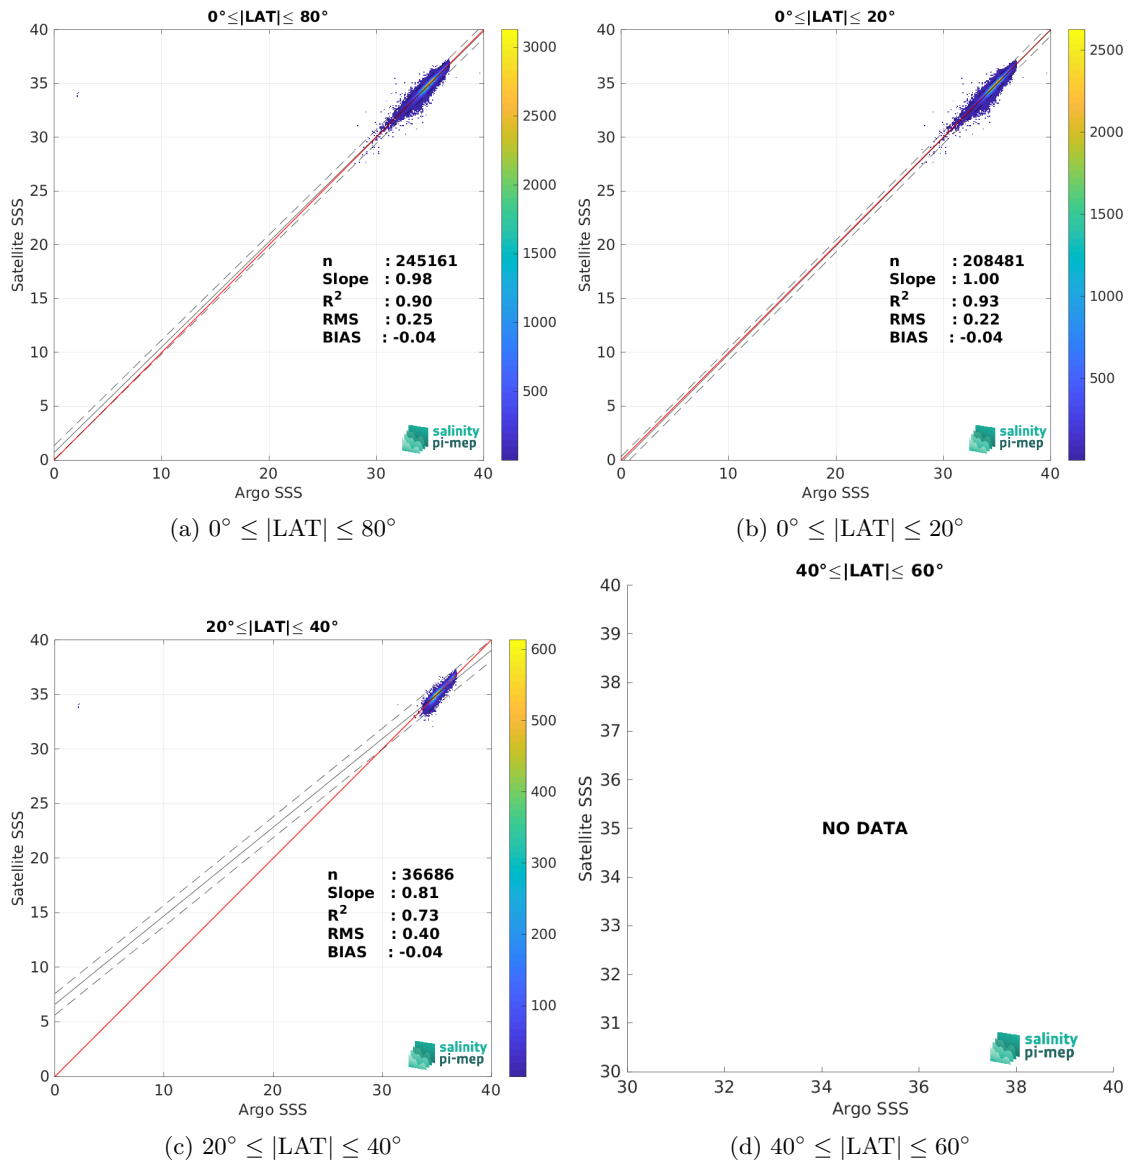 0°≤|LAT|≤ 80°
40
35
30
25
20
15
10
5
0
Satellite SSS
0
10
20
30
40
Argo SSS
3000
2500
2000
1500
1000
500
n : 245161
Slope : 0.98
R² : 0.90
RMS : 0.25
BIAS : -0.04
salinity
pi-mep
(a) 0° ≤ |LAT| ≤ 80°
0°≤|LAT|≤ 20°
40
35
30
25
20
15
10
5
0
Satellite SSS
0
10
20
30
40
Argo SSS
2500
2000
1500
1000
500
n : 208481
Slope : 1.00
R² : 0.93
RMS : 0.22
BIAS : -0.04
salinity
pi-mep
(b) 0° ≤ |LAT| ≤ 20°
20°≤|LAT|≤ 40°
40
35
30
25
20
15
10
5
0
Satellite SSS
0
10
20
30
40
Argo SSS
600
500
400
300
200
100
n : 36686
Slope : 0.81
R² : 0.73
RMS : 0.40
BIAS : -0.04
salinity
pi-mep
(c) 20° ≤ |LAT| ≤ 40°
40°≤|LAT|≤ 60°
40
39
38
37
36
35
34
33
32
31
30
Satellite SSS
NO DATA
30
32
34
36
38
40
Argo SSS
salinity
pi-mep
(d) 40° ≤ |LAT| ≤ 60°